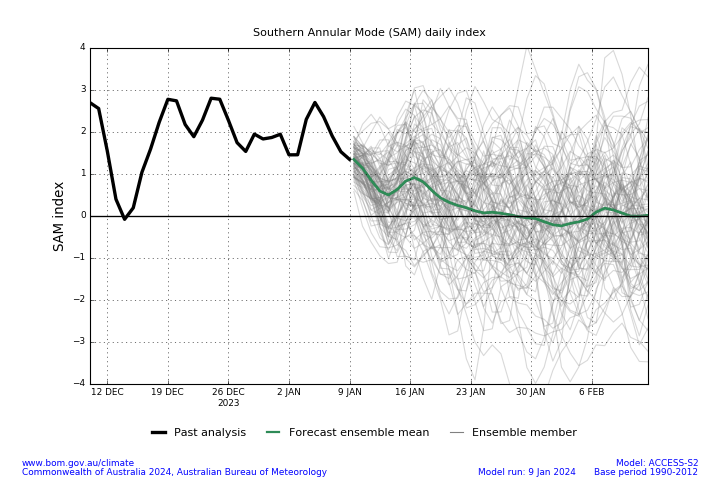 Southern Annular Mode (SAM) daily index
4
3
2
1
0
−1
−2
−3
−4
SAM index
12 DEC 19 DEC 26 DEC 2 JAN 9 JAN 16 JAN 23 JAN 30 JAN 6 FEB
2023
Past analysis Forecast ensemble mean Ensemble member
www.bom.gov.au/climate Model: ACCESS-S2
Commonwealth of Australia 2024, Australian Bureau of Meteorology Model run: 9 Jan 2024 Base period 1990-2012